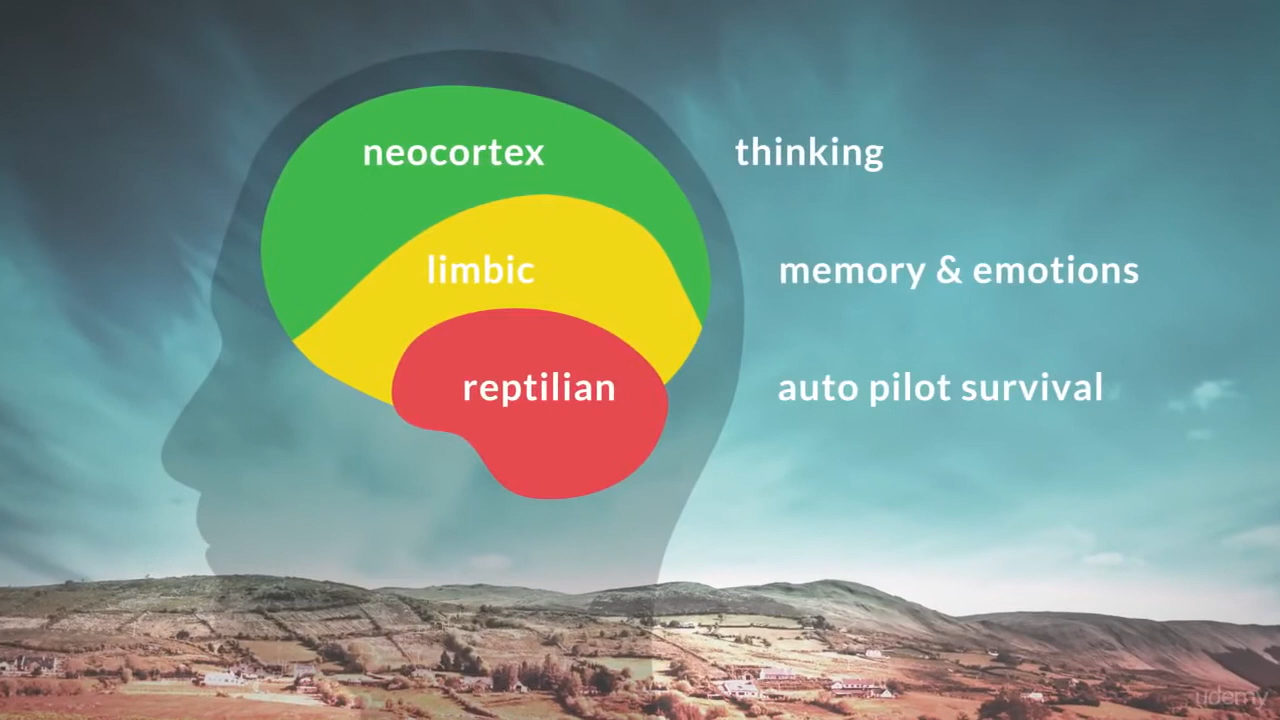 neocortex thinking
limbic memory & emotions
reptilian auto pilot survival
udemy